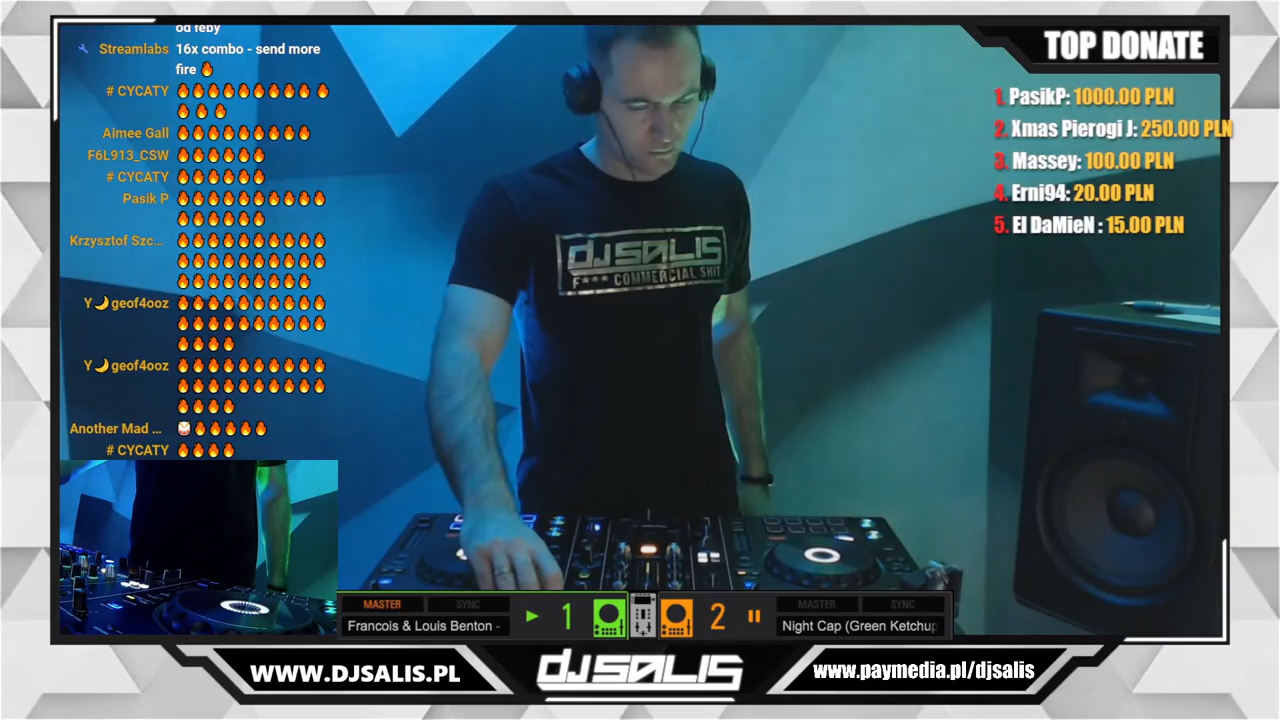 od feby
Streamlabs 16x combo - send more
fire 🔥
# CYCATY 🔥🔥🔥🔥🔥🔥🔥🔥🔥🔥
🔥🔥🔥
Aimee Gall 🔥🔥🔥🔥🔥🔥🔥🔥🔥
F6L913_CSW 🔥🔥🔥🔥🔥🔥
# CYCATY 🔥🔥🔥🔥🔥🔥
Pasik P 🔥🔥🔥🔥🔥🔥🔥🔥🔥🔥
🔥🔥🔥🔥🔥🔥
Krzysztof Szc... 🔥🔥🔥🔥🔥🔥🔥🔥🔥🔥
🔥🔥🔥🔥🔥🔥🔥🔥🔥🔥
🔥🔥🔥🔥🔥🔥🔥🔥🔥
Y🌙geof4ooz 🔥🔥🔥🔥🔥🔥🔥🔥🔥🔥
🔥🔥🔥🔥🔥🔥🔥🔥🔥🔥
🔥🔥🔥🔥
Y🌙geof4ooz 🔥🔥🔥🔥🔥🔥🔥🔥🔥🔥
🔥🔥🔥🔥🔥🔥🔥🔥🔥🔥
🔥🔥🔥🔥
Another Mad ... 🔥🔥🔥🔥🔥
# CYCATY 🔥🔥🔥🔥
TOP DONATE
1. PasikP: 1000.00 PLN
2. Xmas Pierogi J: 250.00 PLN
3. Massey: 100.00 PLN
4. Erni94: 20.00 PLN
5. El DaMieN : 15.00 PLN
DJ SALIS
F*** COMMERCIAL SHIT
MASTER SYNC
1
2
MASTER SYNC
Francois & Louis Benton -
Night Cap (Green Ketchup
WWW.DJSALIS.PL
DJ SALIS
www.paymedia.pl/djsalis